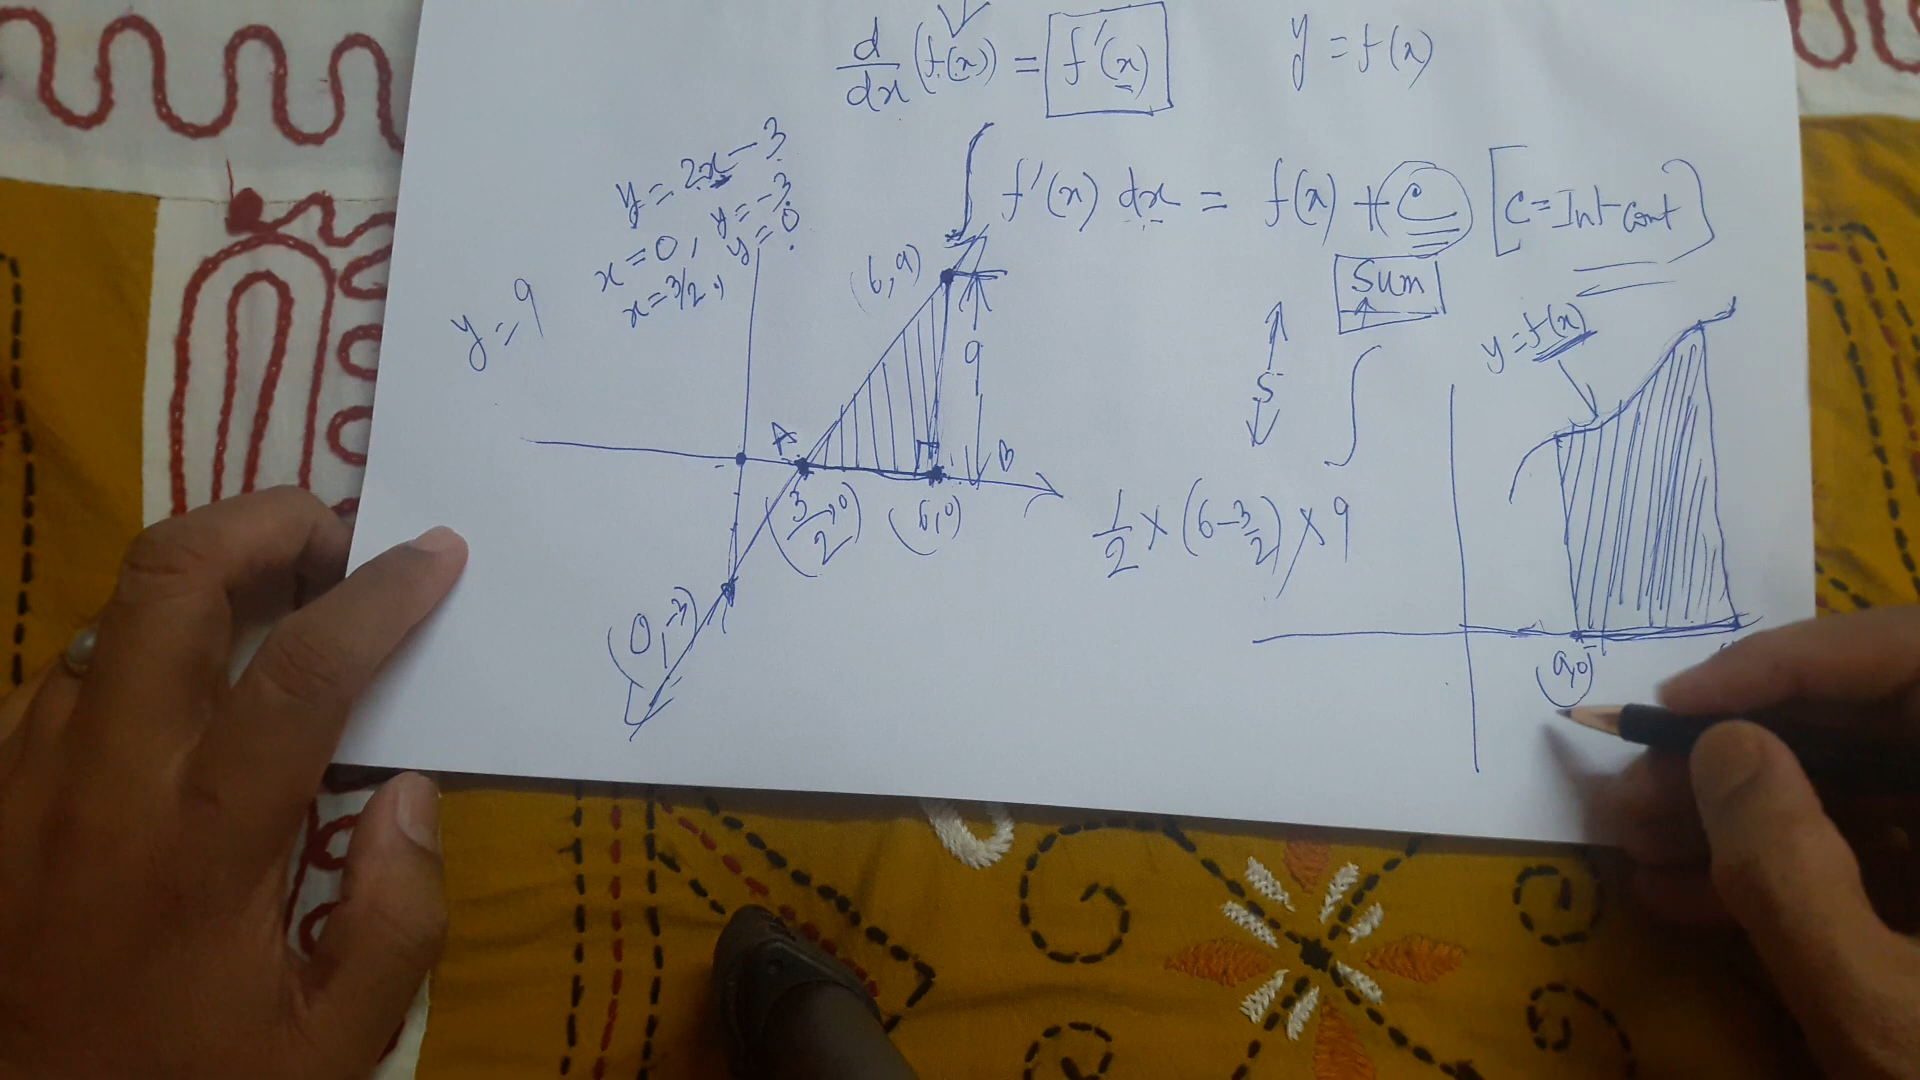 d/dx (f(x)) = f'(x)
y = f(x)
y = 2x - 3
x = 0, y = -3
x = 3/2, y = 0
y = 9
∫ f'(x) dx = f(x) + C [C = Int Cont]
Sum
(6,9)
9
S
∫
y = f(x)
A
B
(3/2, 0)
(6,0)
1/2 × (6 - 3/2) × 9
(0,-3)
(a,0)